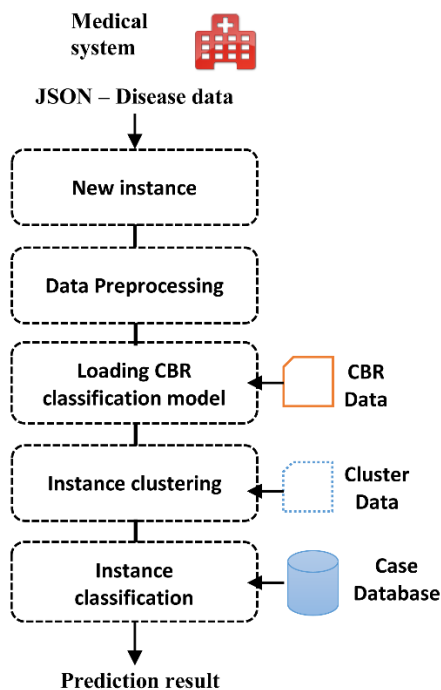 Medical
system
JSON – Disease data
New instance
Data Preprocessing
Loading CBR
classification model
CBR
Data
Instance clustering
Cluster
Data
Instance
classification
Case
Database
Prediction result